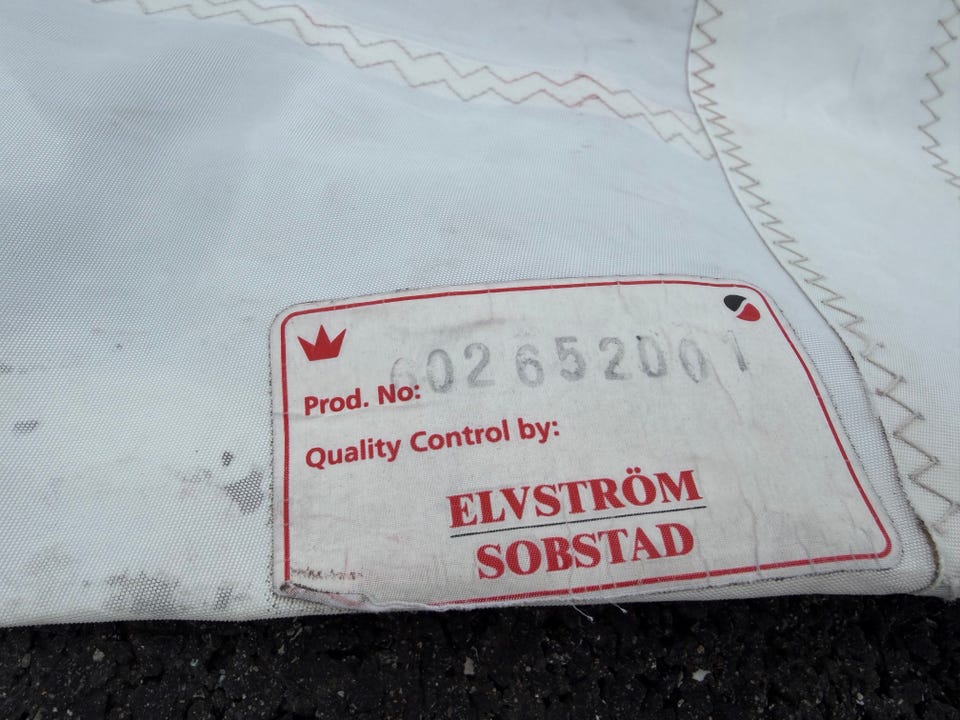 Prod. No: 602652001
Quality Control by:
ELVSTRÖM
SOBSTAD